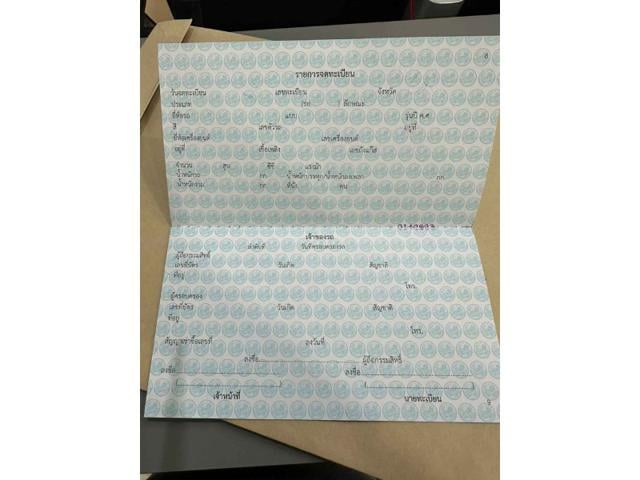 8
รายการจดทะเบียน
วันจดทะเบียน เลขทะเบียน จังหวัด
ประเภท รย. ลักษณะ
ยี่ห้อรถ แบบ รุ่นปี ค.ศ.
สี เลขตัวรถ อยู่ที่
ยี่ห้อเครื่องยนต์ เลขเครื่องยนต์
อยู่ที่ เชื้อเพลิง เลขถังแก๊ส
จำนวน สูบ ซีซี แรงม้า
น้ำหนักรถ กก. น้ำหนักบรรทุก/น้ำหนักลงเพลา กก.
น้ำหนักรวม กก. ที่นั่ง คน
เจ้าของรถ
ลำดับที่ วันที่ครอบครองรถ
ผู้ถือกรรมสิทธิ์
เลขที่บัตร วันเกิด สัญชาติ
ที่อยู่
โทร.
ผู้ครอบครอง
เลขที่บัตร วันเกิด สัญชาติ
ที่อยู่
โทร.
สัญญาเช่าซื้อเลขที่ ลงวันที่
ลงชื่อ ผู้ถือกรรมสิทธิ์
ลงชื่อ ลงชื่อ
( ) ( )
เจ้าหน้าที่ นายทะเบียน
9